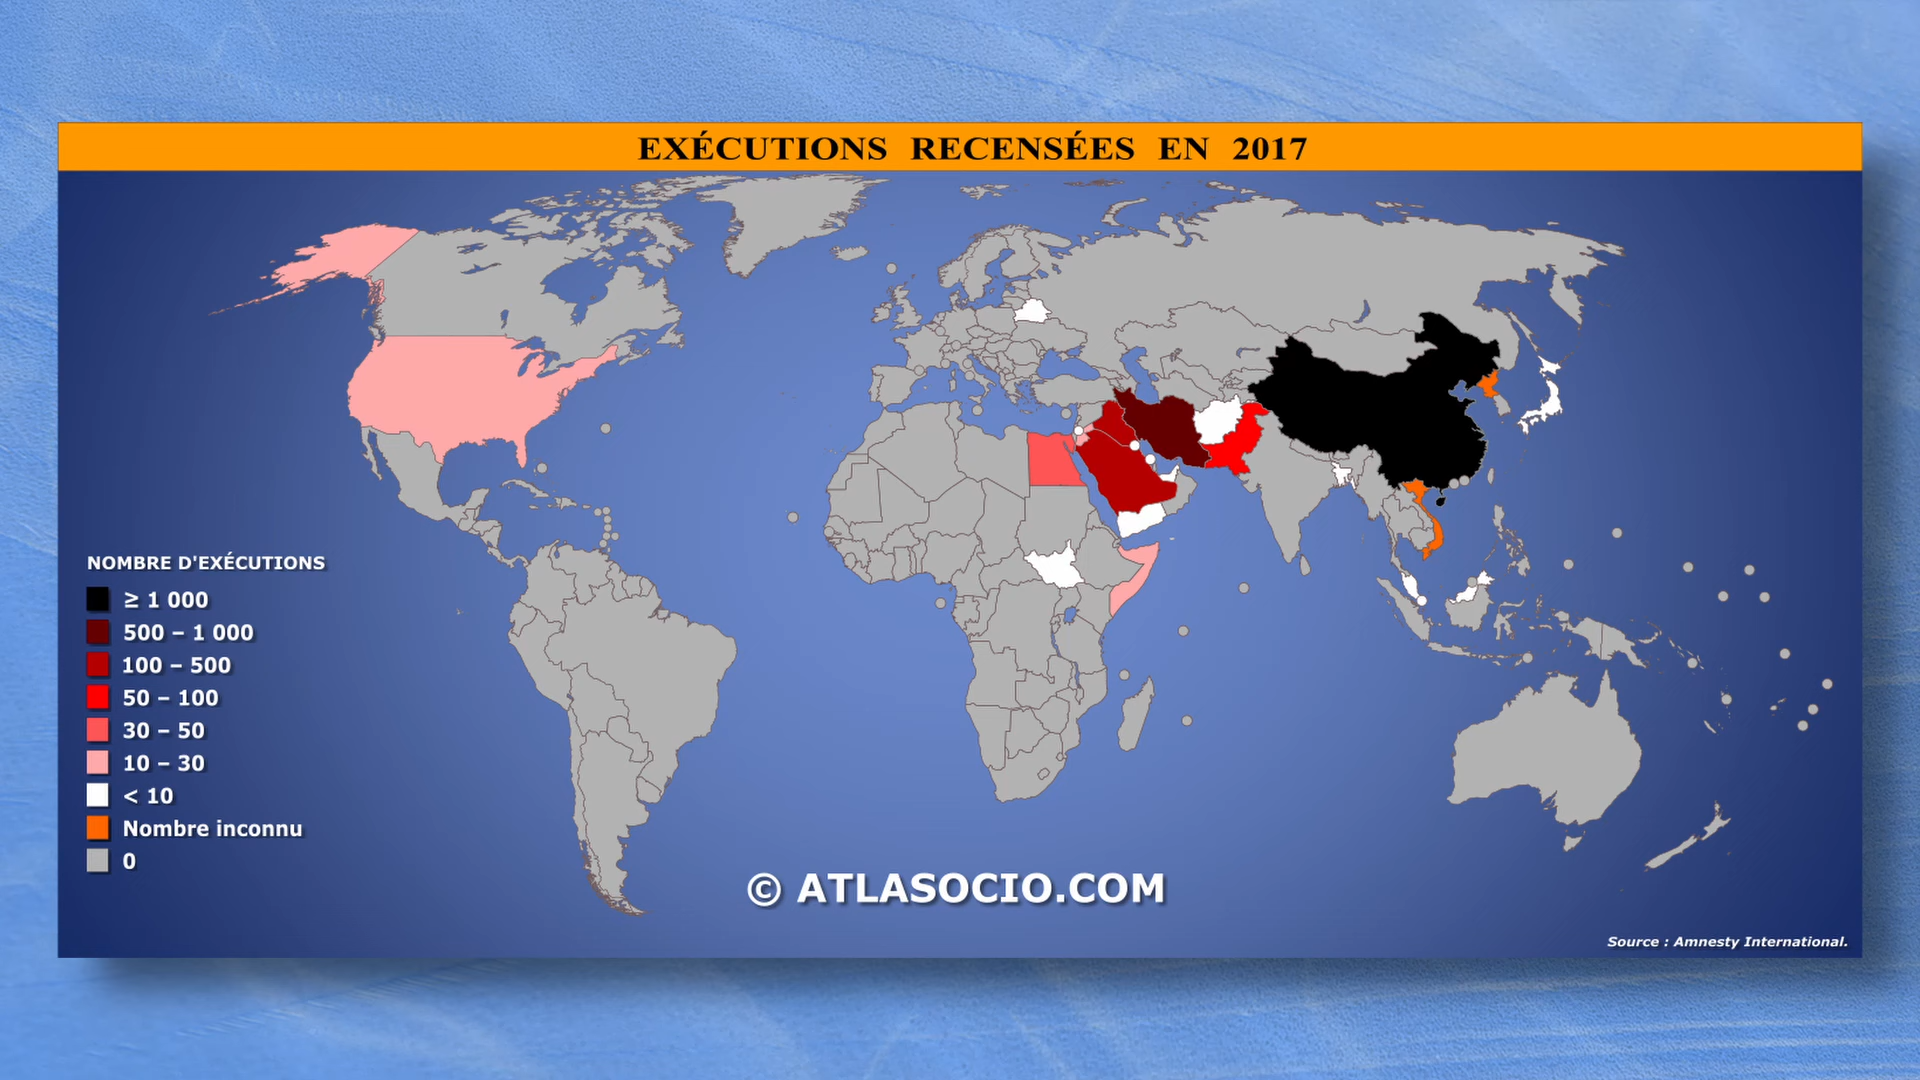 EXÉCUTIONS RECENSÉES EN 2017
NOMBRE D'EXÉCUTIONS
≥ 1 000
500 – 1 000
100 – 500
50 – 100
30 – 50
10 – 30
< 10
Nombre inconnu
0
© ATLASOCIO.COM
Source : Amnesty International.